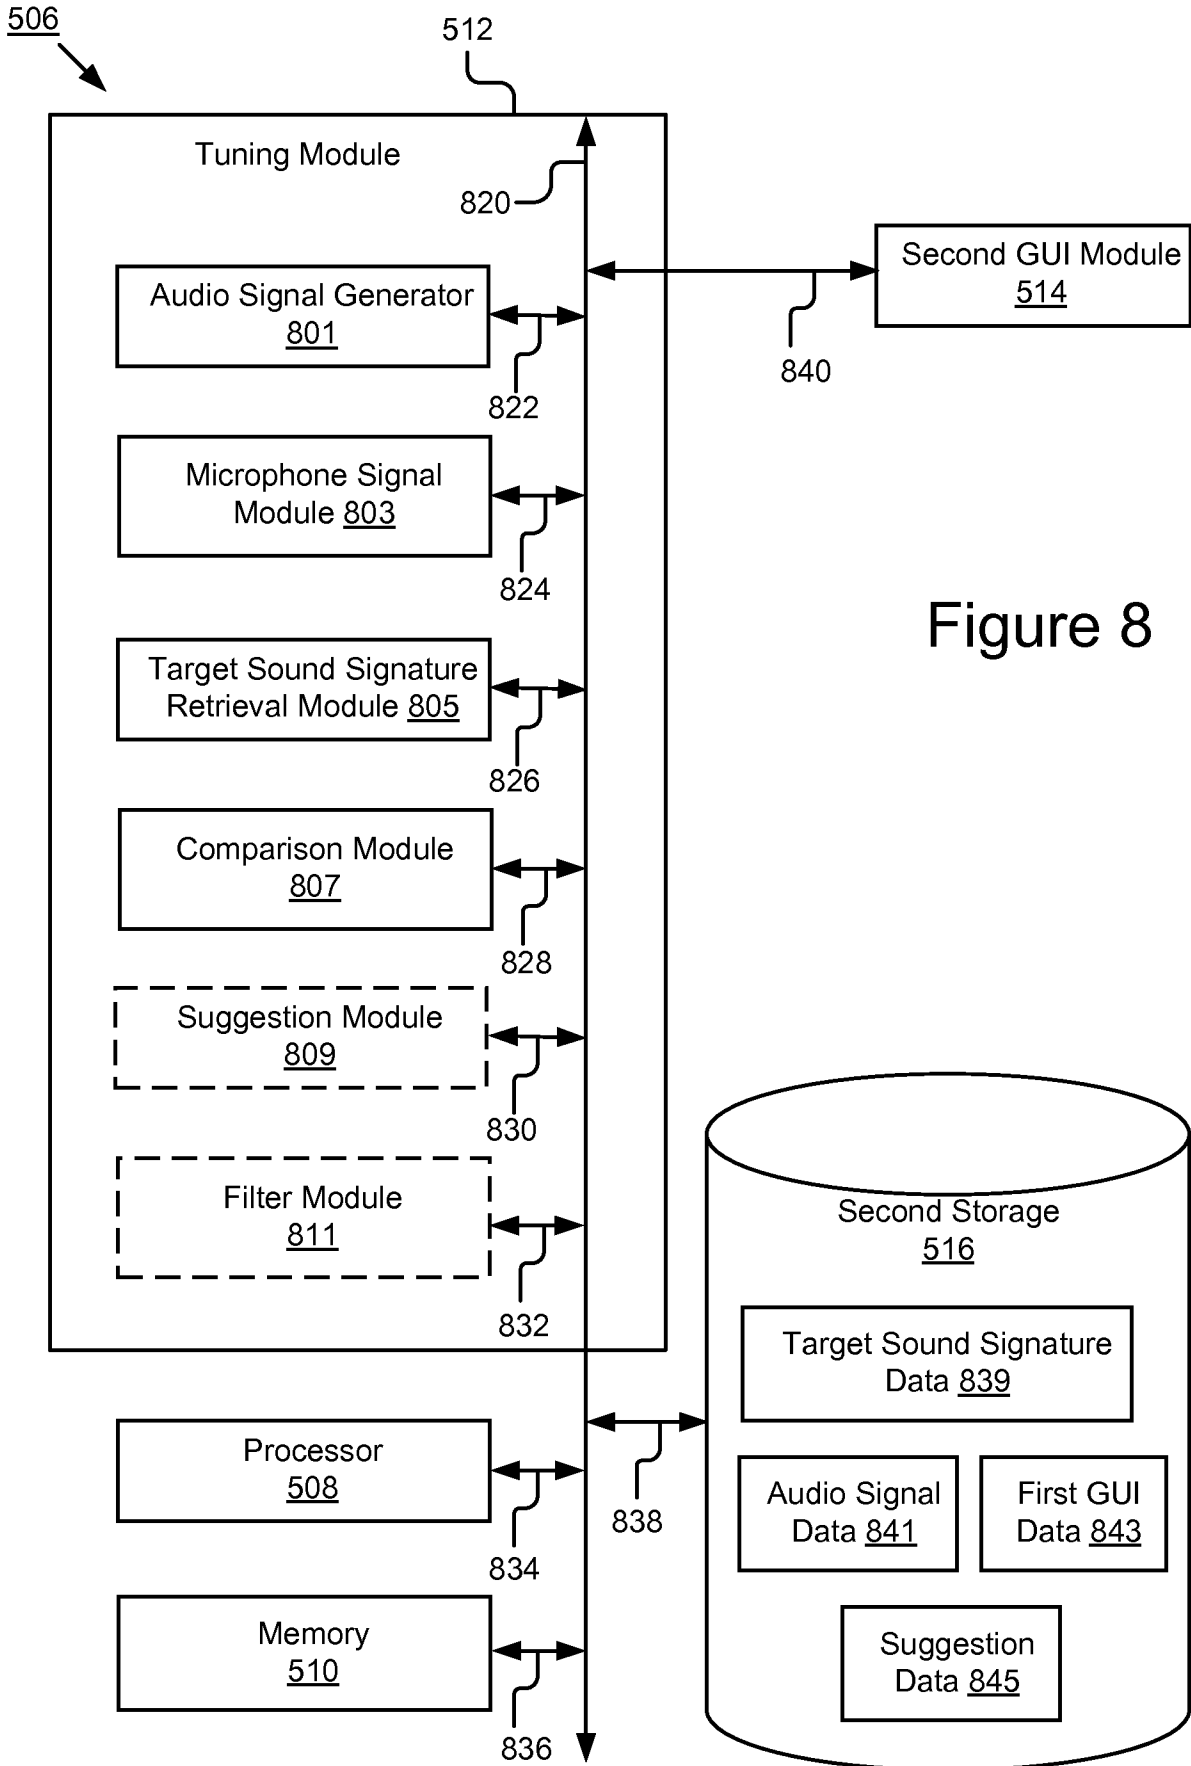 506
512
Tuning Module
820
Second GUI Module
514
840
Audio Signal Generator
801
822
Microphone Signal
Module 803
824
Figure 8
Target Sound Signature
Retrieval Module 805
826
Comparison Module
807
828
Suggestion Module
809
830
Filter Module
811
832
Second Storage
516
Target Sound Signature
Data 839
Audio Signal
Data 841
First GUI
Data 843
Suggestion
Data 845
838
Processor
508
834
Memory
510
836